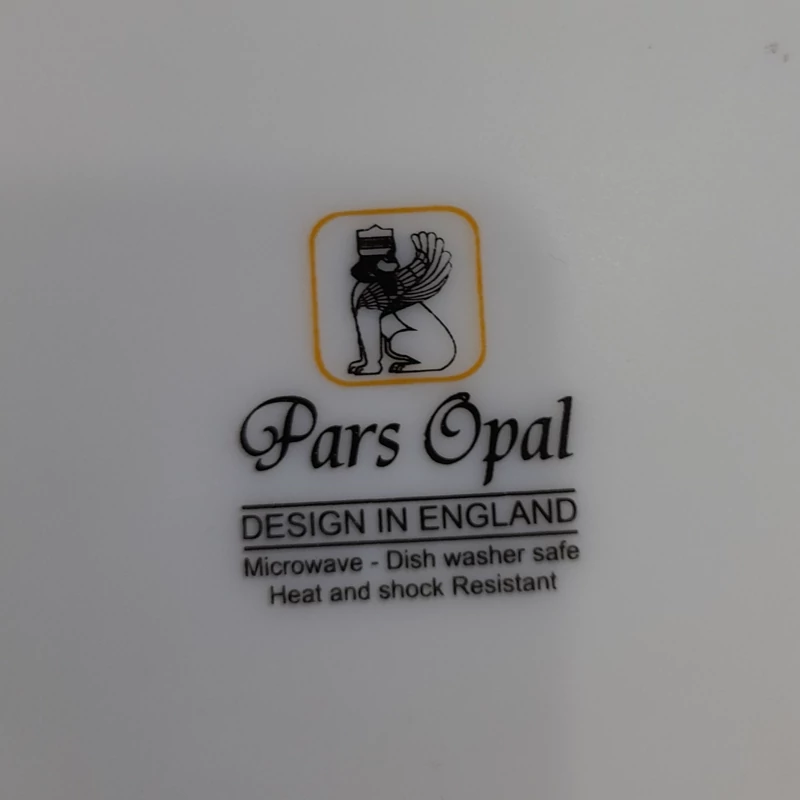 Pars Opal
DESIGN IN ENGLAND
Microwave - Dish washer safe
Heat and shock Resistant